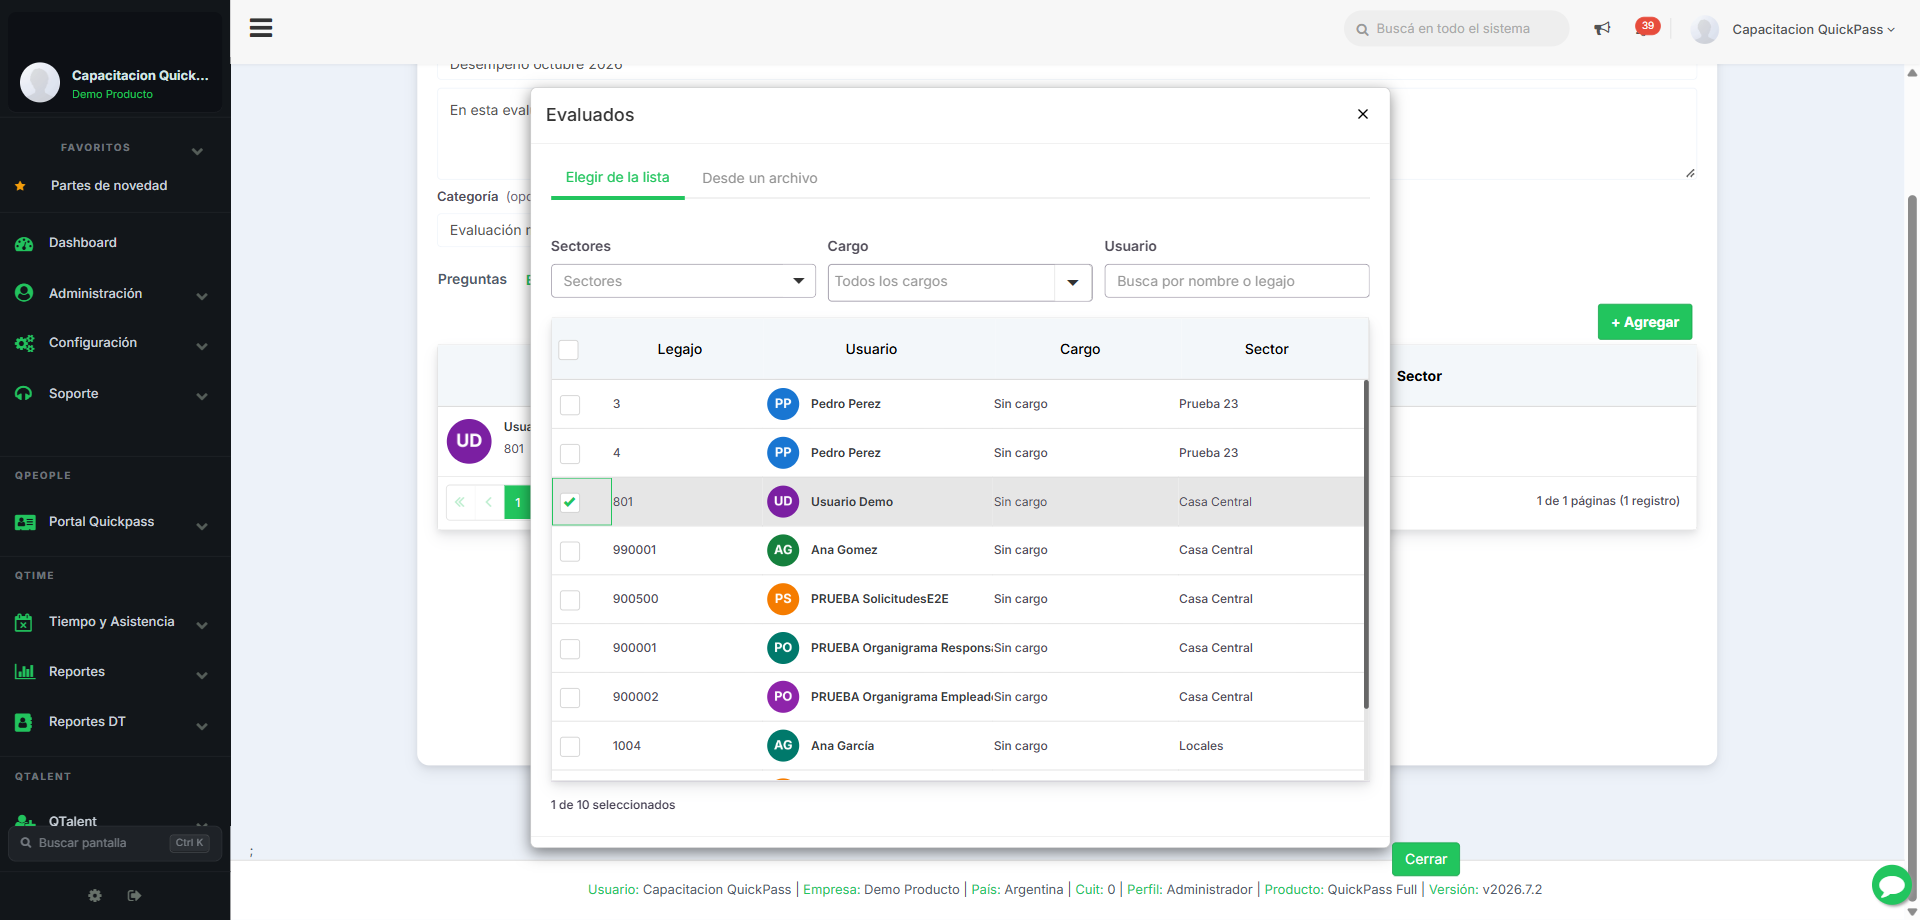 Capacitacion Quick...
Demo Producto
FAVORITOS
Partes de novedad
Dashboard
Administración
Configuración
Soporte
QPEOPLE
Portal Quickpass
QTIME
Tiempo y Asistencia
Reportes
Reportes DT
QTALENT
QTalent
Buscar pantalla
Ctrl K
Buscá en todo el sistema
39
Capacitacion QuickPass
Desempeño octubre 2026
En esta eval
Categoría (opc
Evaluación
Preguntas
+ Agregar
Sector
UD
Usua
801
1
1 de 1 páginas (1 registro)
Evaluados
Elegir de la lista
Desde un archivo
Sectores
Cargo
Usuario
Sectores
Todos los cargos
Busca por nombre o legajo
Legajo Usuario Cargo Sector
3 PP Pedro Perez Sin cargo Prueba 23
4 PP Pedro Perez Sin cargo Prueba 23
801 UD Usuario Demo Sin cargo Casa Central
990001 AG Ana Gomez Sin cargo Casa Central
900500 PS PRUEBA SolicitudesE2E Sin cargo Casa Central
900001 PO PRUEBA Organigrama Respons Sin cargo Casa Central
900002 PO PRUEBA Organigrama Emplead Sin cargo Casa Central
1004 AG Ana García Sin cargo Locales
1 de 10 seleccionados
Cerrar
;
Usuario: Capacitacion QuickPass | Empresa: Demo Producto | País: Argentina | Cuit: 0 | Perfil: Administrador | Producto: QuickPass Full | Versión: v2026.7.2